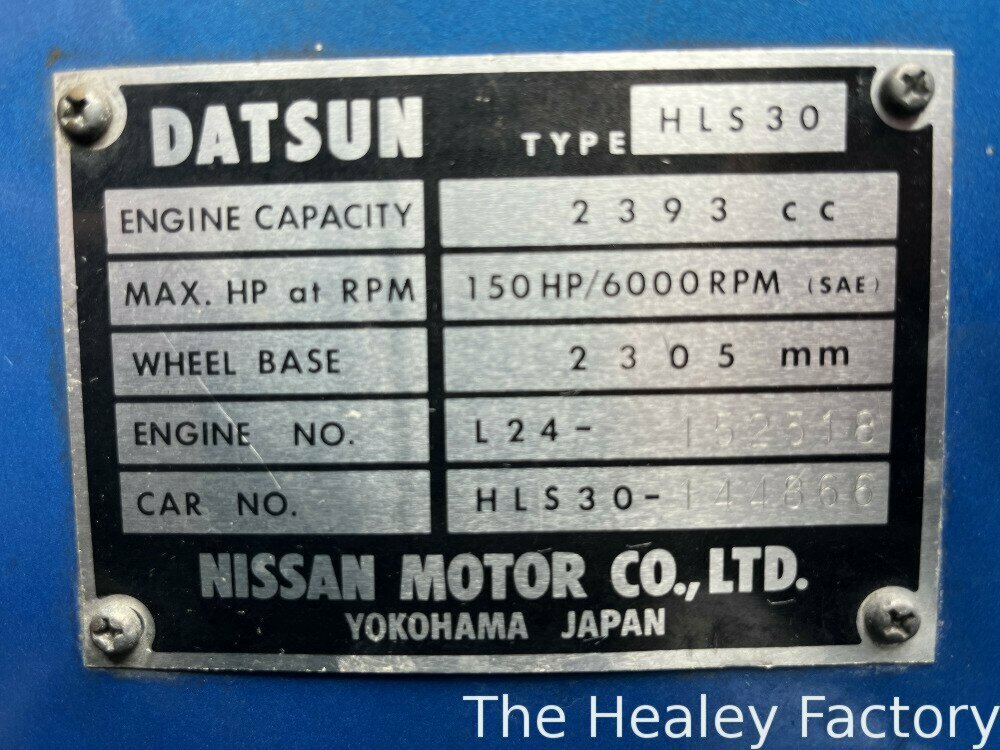 DATSUN TYPE HLS30
ENGINE CAPACITY 2393 cc
MAX. HP at RPM 150HP/6000RPM (SAE)
WHEEL BASE 2305 mm
ENGINE NO. L24- 152518
CAR NO. HLS30-144866
NISSAN MOTOR CO., LTD.
YOKOHAMA JAPAN
The Healey Factory